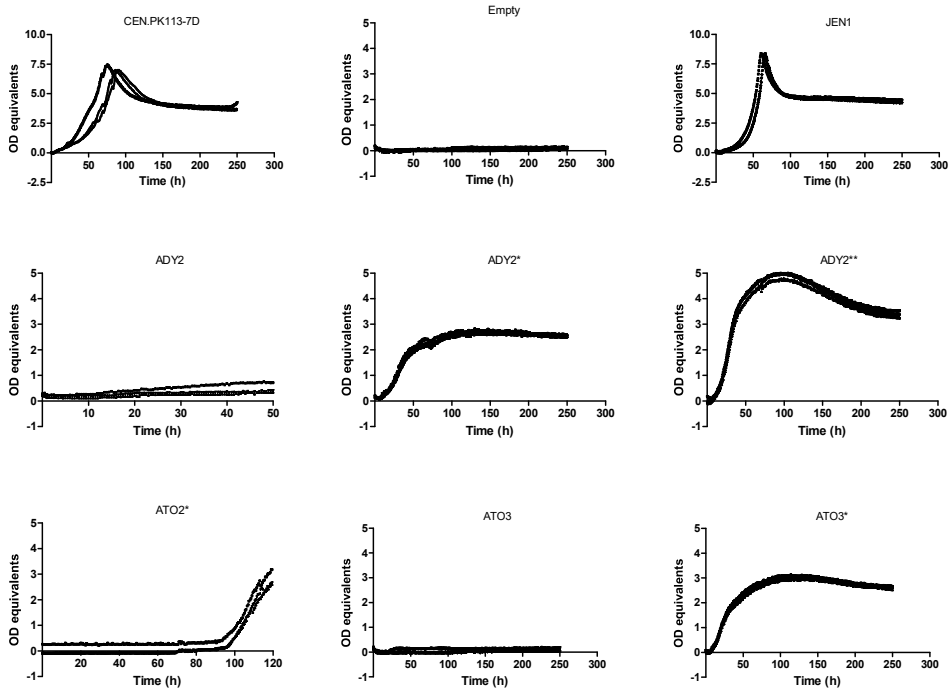 CEN.PK113-7D
10.0
7.5
5.0
2.5
0.0
-2.5
50 100 150 200 250 300
OD equivalents
Time (h)
Empty
5
4
3
2
1
0
-1
50 100 150 200 250 300
OD equivalents
Time (h)
JEN1
10.0
7.5
5.0
2.5
0.0
-2.5
50 100 150 200 250 300
OD equivalents
Time (h)
ADY2
5
4
3
2
1
0
-1
10 20 30 40 50
OD equivalents
Time (h)
ADY2*
5
4
3
2
1
0
-1
50 100 150 200 250 300
OD equivalents
Time (h)
ADY2**
5
4
3
2
1
0
-1
50 100 150 200 250 300
OD equivalents
Time (h)
ATO2*
5
4
3
2
1
0
-1
20 40 60 80 100 120
OD equivalents
Time (h)
ATO3
5
4
3
2
1
0
-1
50 100 150 200 250 300
OD equivalents
Time (h)
ATO3*
5
4
3
2
1
0
-1
50 100 150 200 250 300
OD equivalents
Time (h)